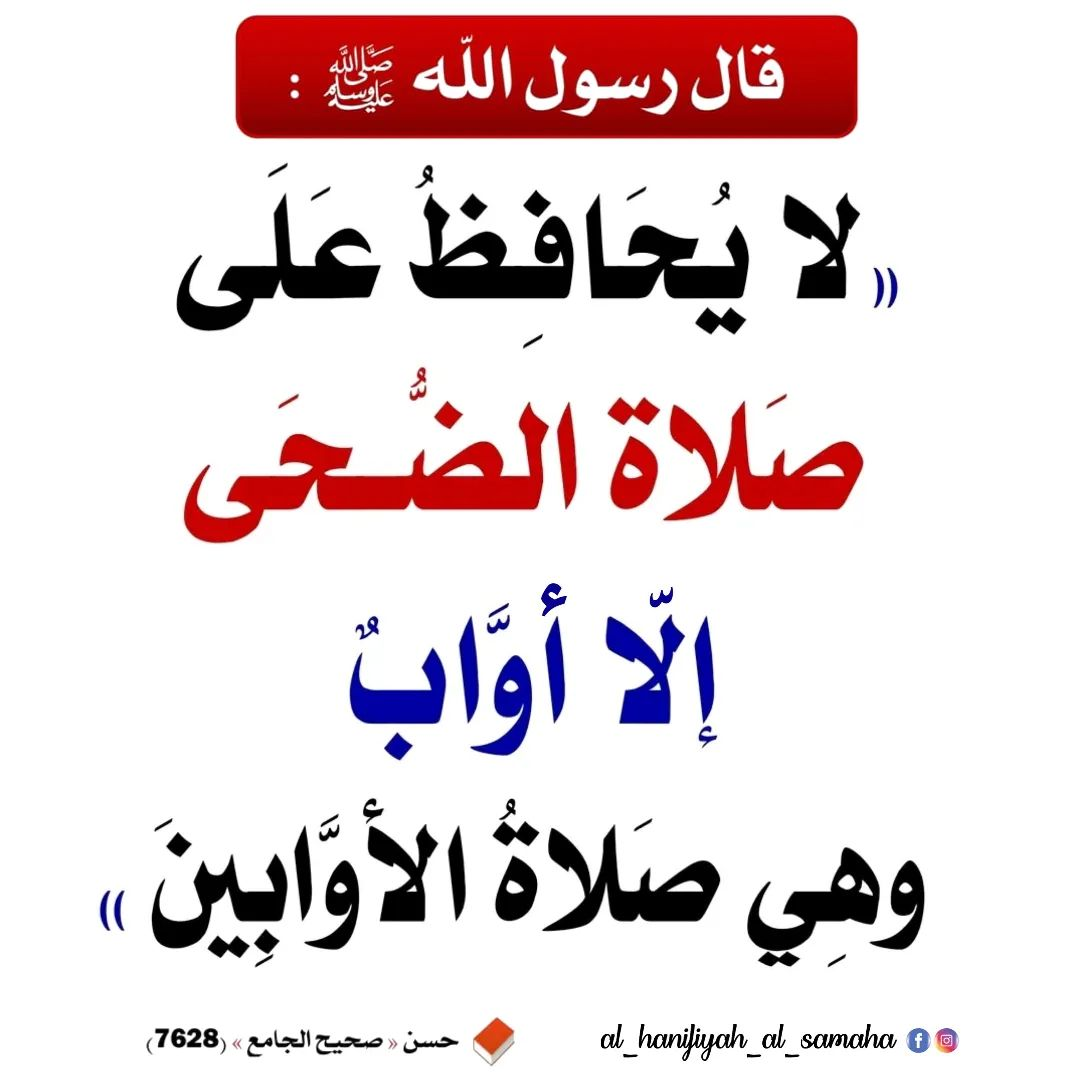 قال رسول الله ﷺ :
(( لا يُحَافِظُ عَلَى
صَلاة الضُّحَى
إلّا أوَّابٌ
وهِي صَلاةُ الأوَّابِينَ ))
حسن « صحيح الجامع » (7628)
al_hanifiyah_al_samaha